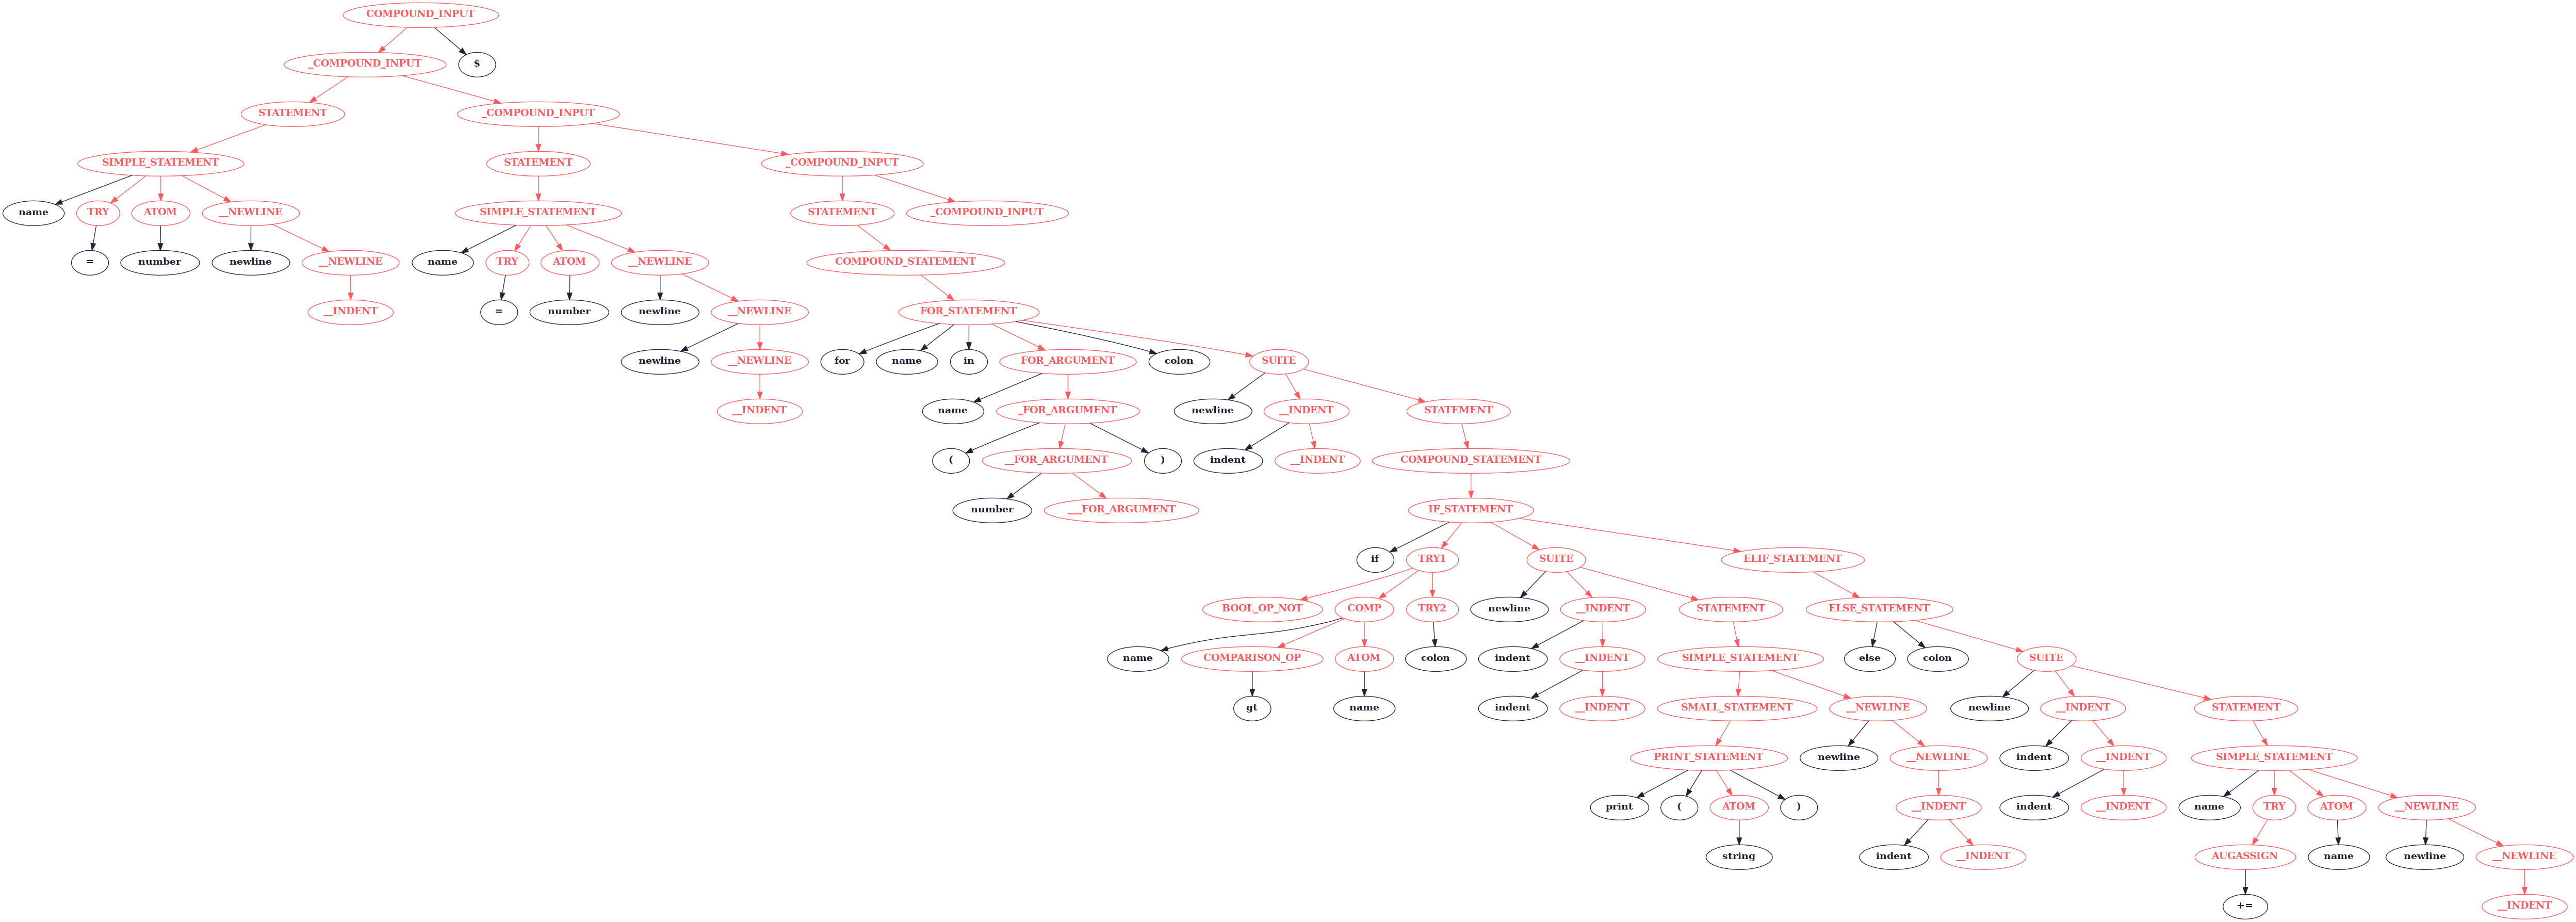 COMPOUND_INPUT
_COMPOUND_INPUT $
STATEMENT _COMPOUND_INPUT
SIMPLE_STATEMENT STATEMENT _COMPOUND_INPUT
name TRY ATOM __NEWLINE SIMPLE_STATEMENT STATEMENT _COMPOUND_INPUT
= number newline __NEWLINE name TRY ATOM __NEWLINE COMPOUND_STATEMENT
__INDENT = number newline __NEWLINE FOR_STATEMENT
newline __NEWLINE for name in FOR_ARGUMENT colon SUITE
__INDENT name _FOR_ARGUMENT newline __INDENT STATEMENT
( __FOR_ARGUMENT ) indent __INDENT COMPOUND_STATEMENT
number ___FOR_ARGUMENT IF_STATEMENT
if TRY1 SUITE ELIF_STATEMENT
BOOL_OP_NOT COMP TRY2 newline __INDENT STATEMENT ELSE_STATEMENT
name COMPARISON_OP ATOM colon indent __INDENT SIMPLE_STATEMENT else colon SUITE
gt name indent __INDENT SMALL_STATEMENT __NEWLINE newline __INDENT STATEMENT
PRINT_STATEMENT newline __NEWLINE indent __INDENT SIMPLE_STATEMENT
print ( ATOM ) __INDENT indent __INDENT name TRY ATOM __NEWLINE
string indent __INDENT AUGASSIGN name newline __NEWLINE
+= __INDENT